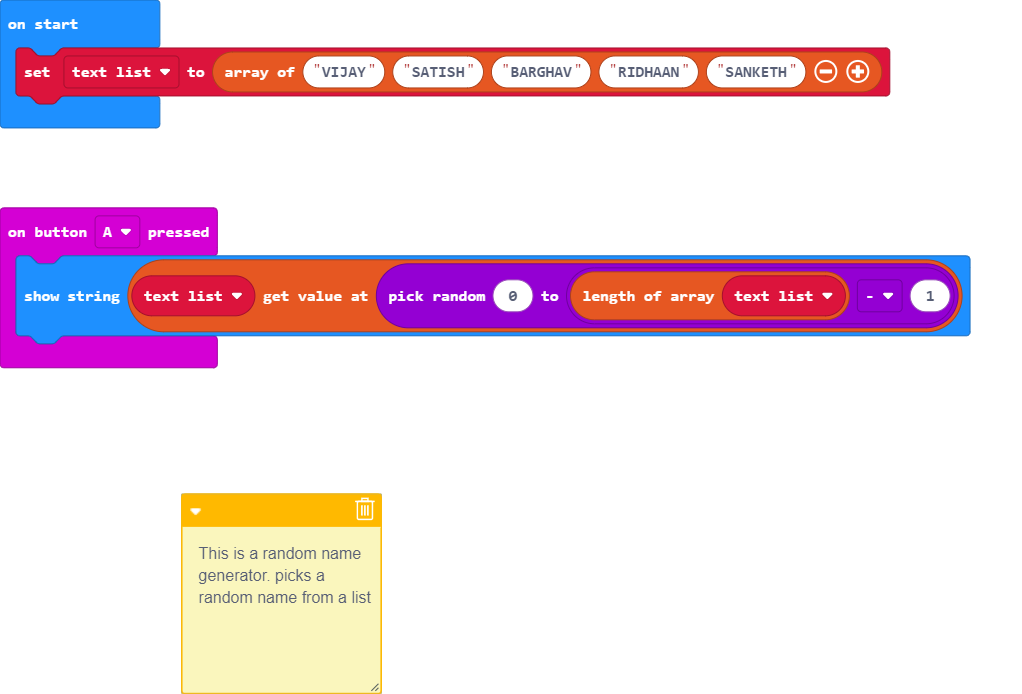 on start
set text list to array of "VIJAY" "SATISH" "BARGHAV" "RIDHAAN" "SANKETH"
on button A pressed
show string text list get value at pick random 0 to length of array text list - 1
This is a random name
generator. picks a
random name from a list